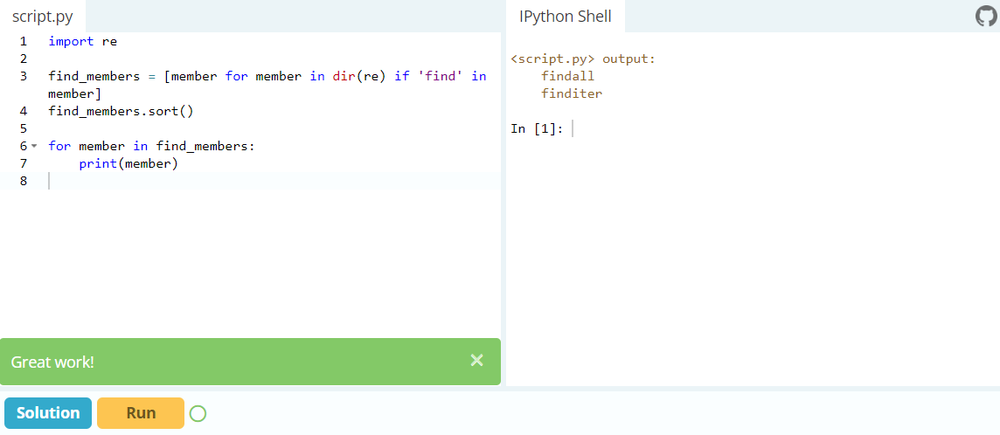 script.py
1 import re
2
3 find_members = [member for member in dir(re) if 'find' in
member]
4 find_members.sort()
5
6 for member in find_members:
7     print(member)
8
Great work!
×
Solution Run
IPython Shell
<script.py> output:
    findall
    finditer
In [1]: